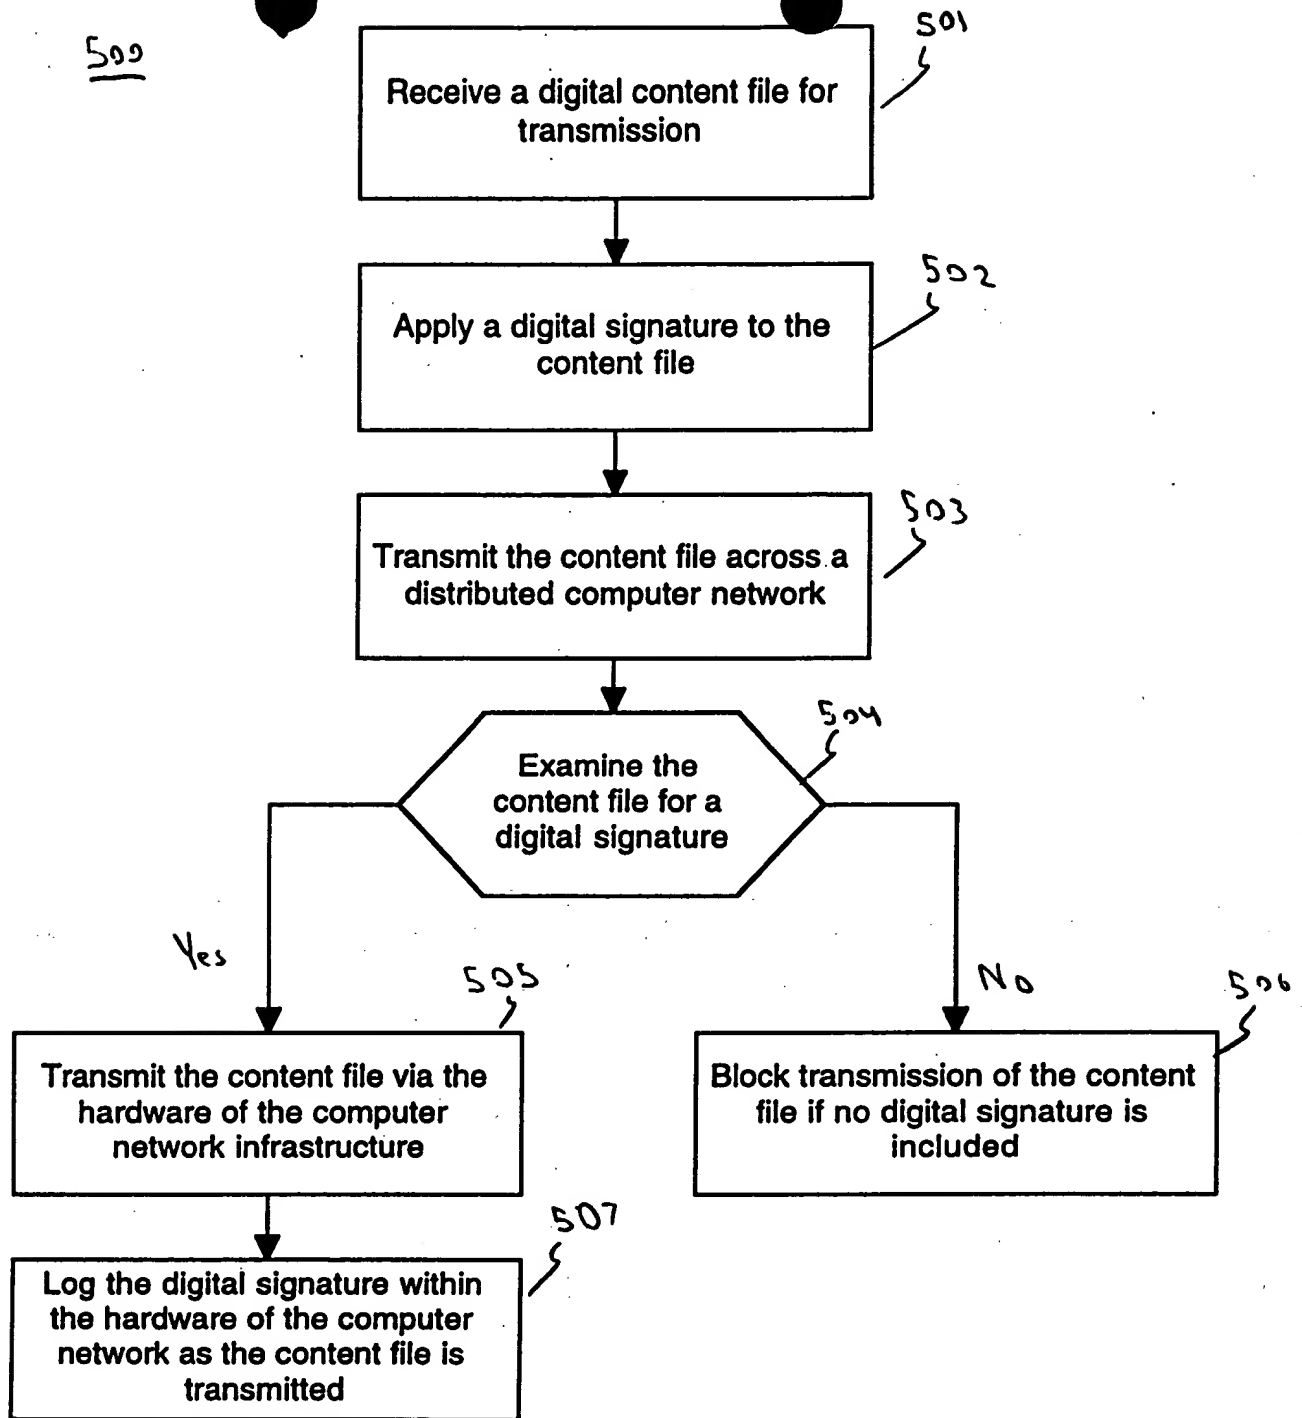 500
501
Receive a digital content file for
transmission
502
Apply a digital signature to the
content file
503
Transmit the content file across a
distributed computer network
504
Examine the
content file for a
digital signature
Yes
No
505
Transmit the content file via the
hardware of the computer
network infrastructure
506
Block transmission of the content
file if no digital signature is
included
507
Log the digital signature within
the hardware of the computer
network as the content file is
transmitted